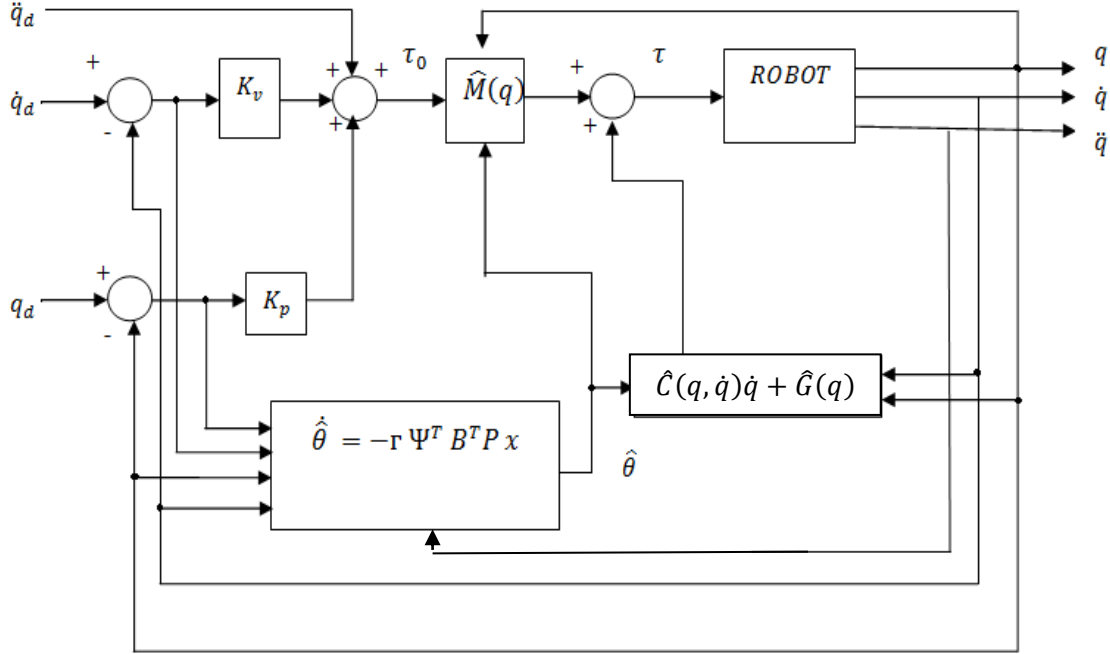 q̈_d
+
q̇_d
-
K_v
+
+
+
τ_0
M̂(q)
+
+
τ
ROBOT
q
q̇
q̈
+
q_d
-
K_p
Ĉ(q, q̇)q̇ + Ĝ(q)
θ̂̇ = −г Ψ^T B^T P x
θ̂